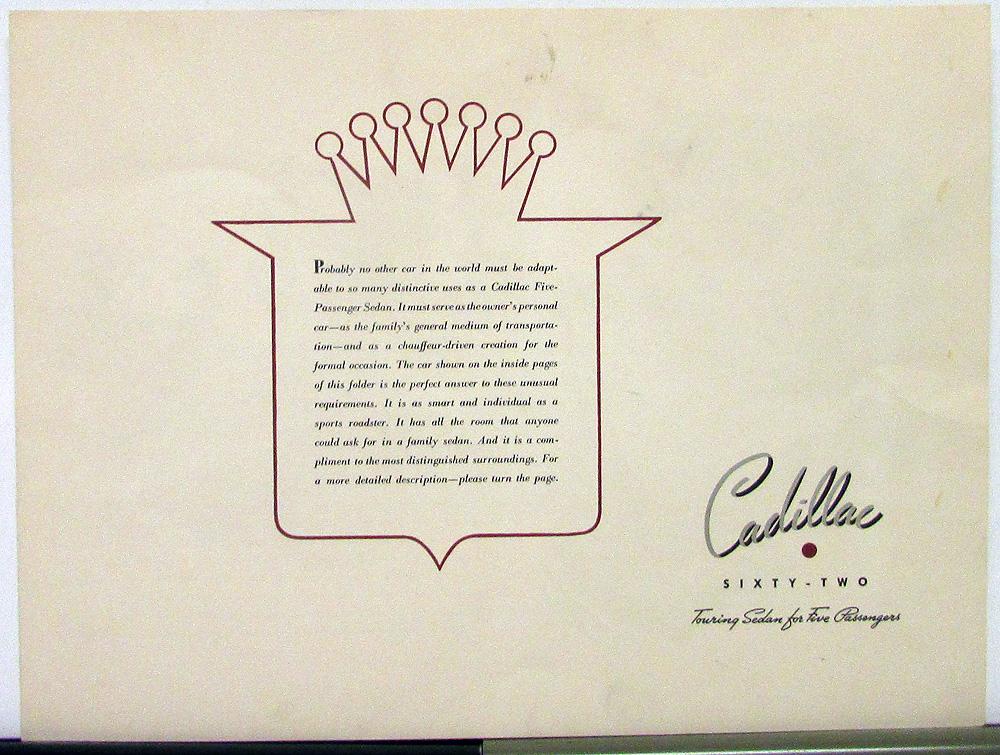 Probably no other car in the world must be adapt-
able to so many distinctive uses as a Cadillac Five-
Passenger Sedan. It must serve as the owner's personal
car—as the family's general medium of transporta-
tion—and as a chauffeur-driven creation for the
formal occasion. The car shown on the inside pages
of this folder is the perfect answer to these unusual
requirements. It is as smart and individual as a
sports roadster. It has all the room that anyone
could ask for in a family sedan. And it is a com-
pliment to the most distinguished surroundings. For
a more detailed description—please turn the page.
Cadillac
SIXTY-TWO
Touring Sedan for Five Passengers